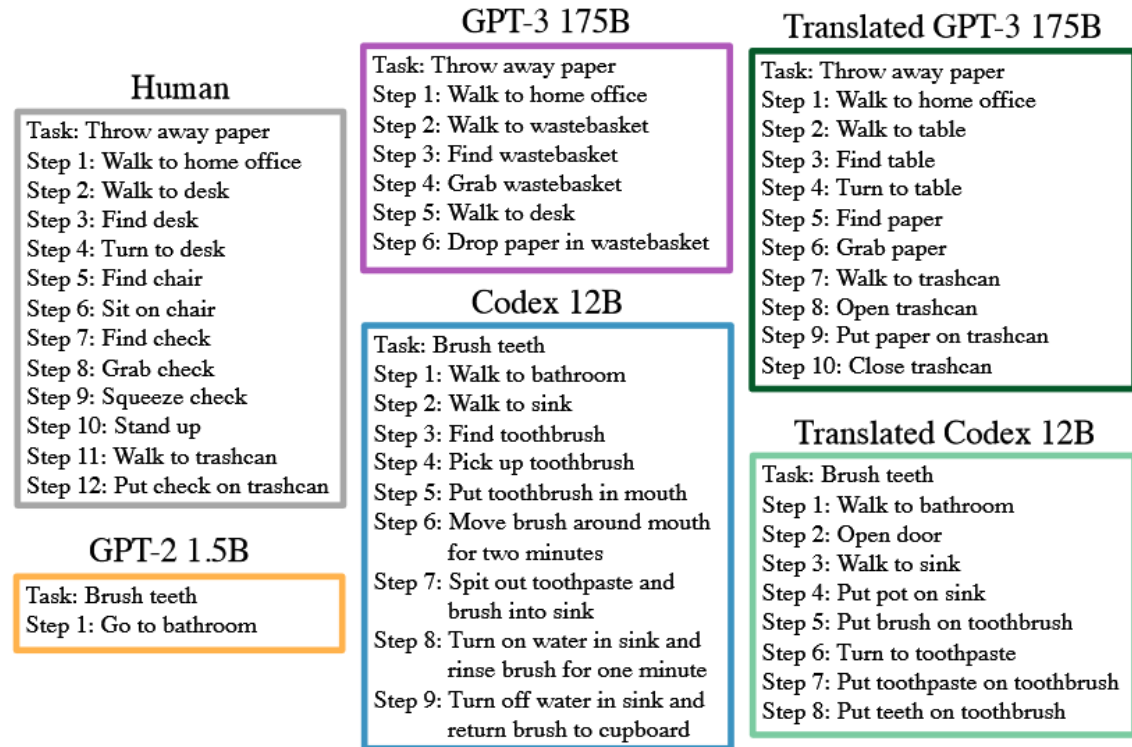 Human
Task: Throw away paper
Step 1: Walk to home office
Step 2: Walk to desk
Step 3: Find desk
Step 4: Turn to desk
Step 5: Find chair
Step 6: Sit on chair
Step 7: Find check
Step 8: Grab check
Step 9: Squeeze check
Step 10: Stand up
Step 11: Walk to trashcan
Step 12: Put check on trashcan
GPT-2 1.5B
Task: Brush teeth
Step 1: Go to bathroom
GPT-3 175B
Task: Throw away paper
Step 1: Walk to home office
Step 2: Walk to wastebasket
Step 3: Find wastebasket
Step 4: Grab wastebasket
Step 5: Walk to desk
Step 6: Drop paper in wastebasket
Codex 12B
Task: Brush teeth
Step 1: Walk to bathroom
Step 2: Walk to sink
Step 3: Find toothbrush
Step 4: Pick up toothbrush
Step 5: Put toothbrush in mouth
Step 6: Move brush around mouth
for two minutes
Step 7: Spit out toothpaste and
brush into sink
Step 8: Turn on water in sink and
rinse brush for one minute
Step 9: Turn off water in sink and
return brush to cupboard
Translated GPT-3 175B
Task: Throw away paper
Step 1: Walk to home office
Step 2: Walk to table
Step 3: Find table
Step 4: Turn to table
Step 5: Find paper
Step 6: Grab paper
Step 7: Walk to trashcan
Step 8: Open trashcan
Step 9: Put paper on trashcan
Step 10: Close trashcan
Translated Codex 12B
Task: Brush teeth
Step 1: Walk to bathroom
Step 2: Open door
Step 3: Walk to sink
Step 4: Put pot on sink
Step 5: Put brush on toothbrush
Step 6: Turn to toothpaste
Step 7: Put toothpaste on toothbrush
Step 8: Put teeth on toothbrush